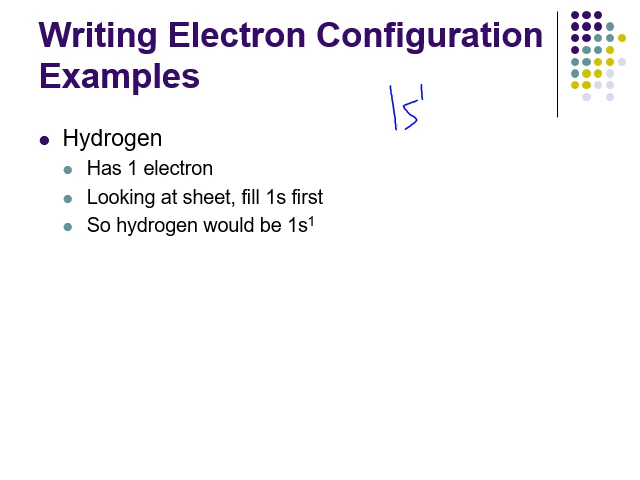 Writing Electron Configuration
Examples
1s¹
Hydrogen
Has 1 electron
Looking at sheet, fill 1s first
So hydrogen would be 1s¹